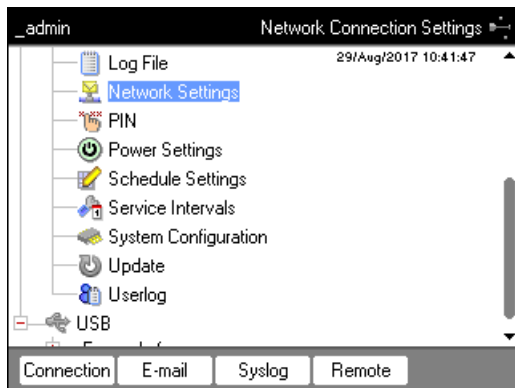 _admin Network Connection Settings
29/Aug/2017 10:41:47
Log File
Network Settings
PIN
Power Settings
Schedule Settings
Service Intervals
System Configuration
Update
Userlog
USB
Connection E-mail Syslog Remote